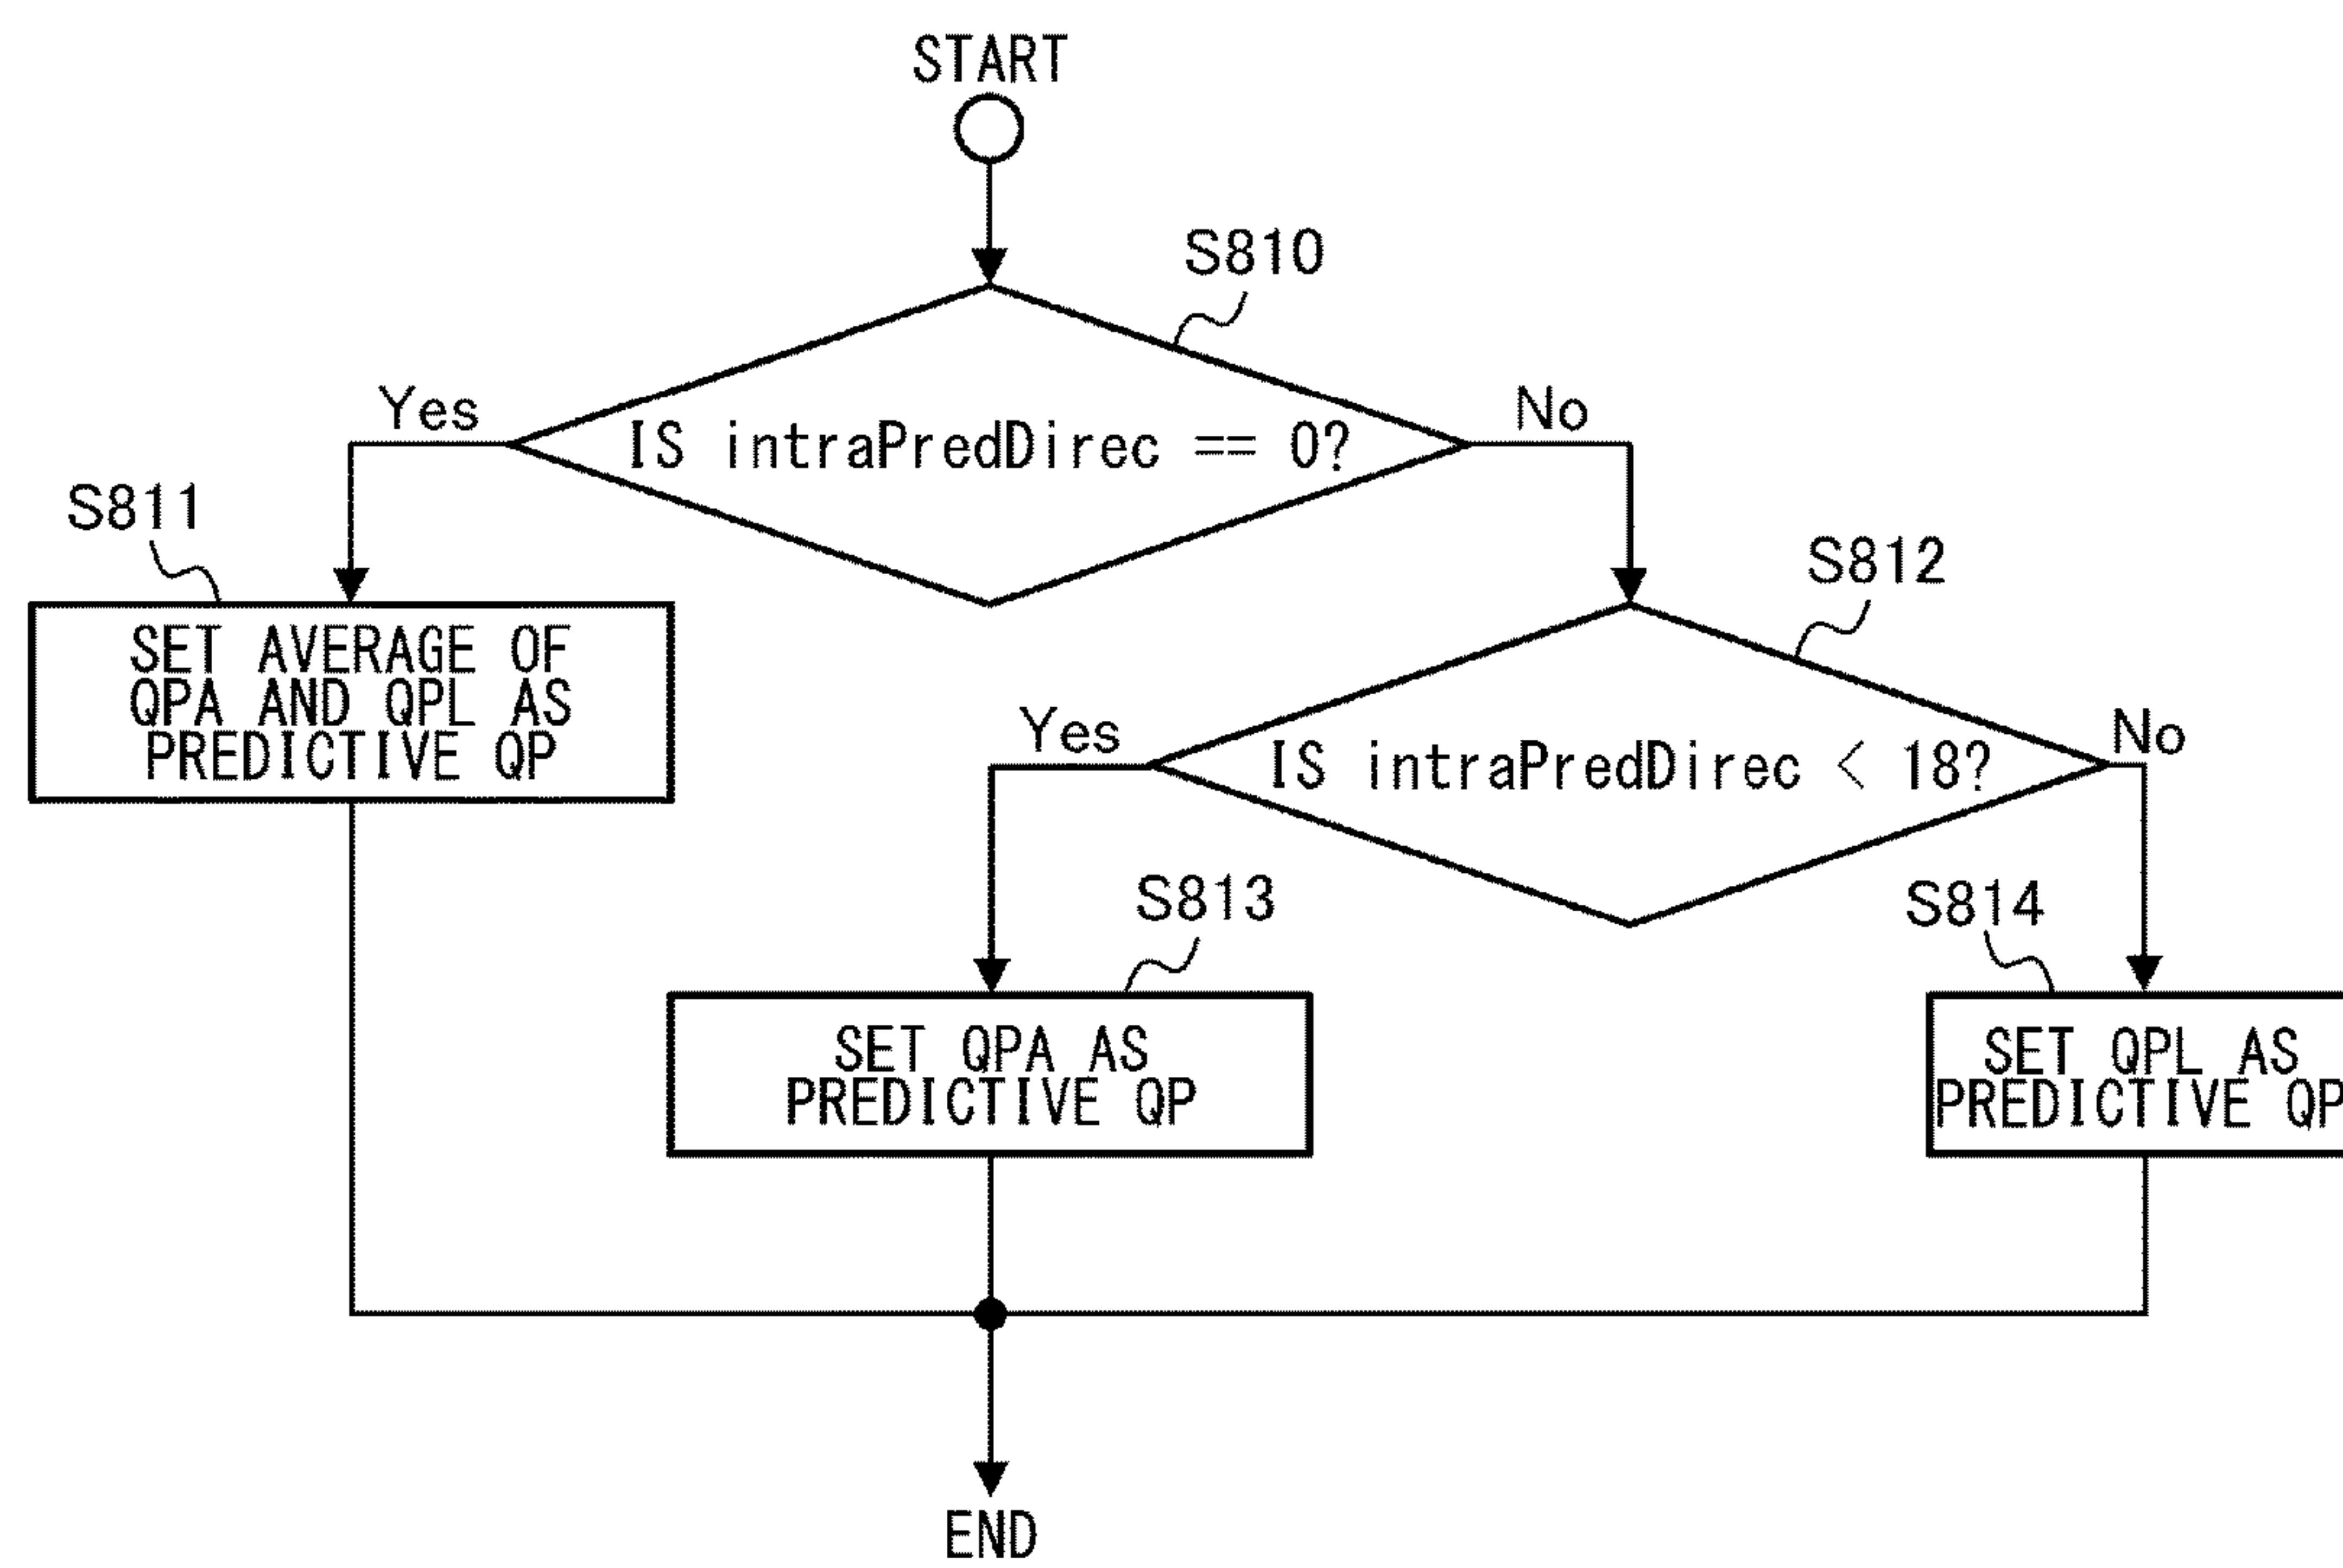 START
S810
Yes
No
IS intraPredDirec == 0?
S811
S812
SET AVERAGE OF
QPA AND QPL AS
PREDICTIVE QP
Yes
No
IS intraPredDirec < 18?
S813
S814
SET QPA AS
PREDICTIVE QP
SET QPL AS
PREDICTIVE QP
END